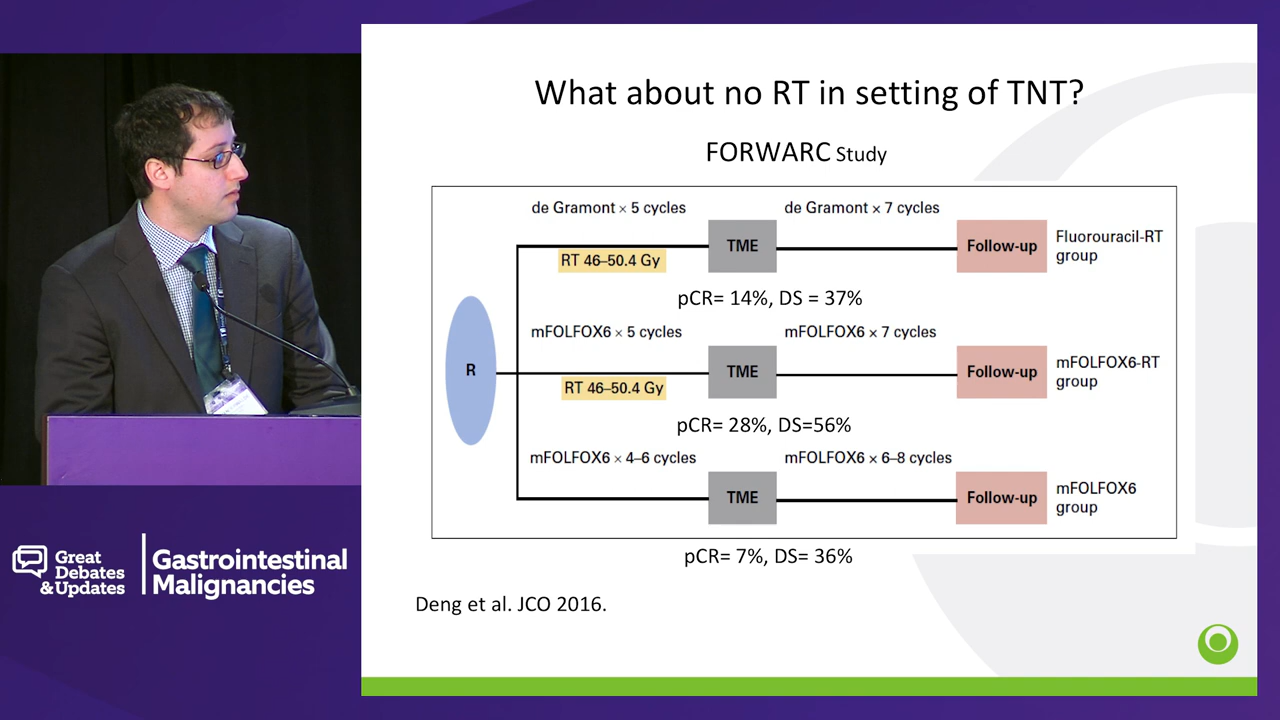 What about no RT in setting of TNT?
FORWARC Study
de Gramont × 5 cycles
de Gramont × 7 cycles
TME
Follow-up
Fluorouracil-RT
group
RT 46–50.4 Gy
pCR= 14%, DS = 37%
mFOLFOX6 × 5 cycles
mFOLFOX6 × 7 cycles
R
TME
Follow-up
mFOLFOX6-RT
group
RT 46–50.4 Gy
pCR= 28%, DS=56%
mFOLFOX6 × 4–6 cycles
mFOLFOX6 × 6–8 cycles
TME
Follow-up
mFOLFOX6
group
pCR= 7%, DS= 36%
Deng et al. JCO 2016.
Great
Debates
& Updates
Gastrointestinal
Malignancies